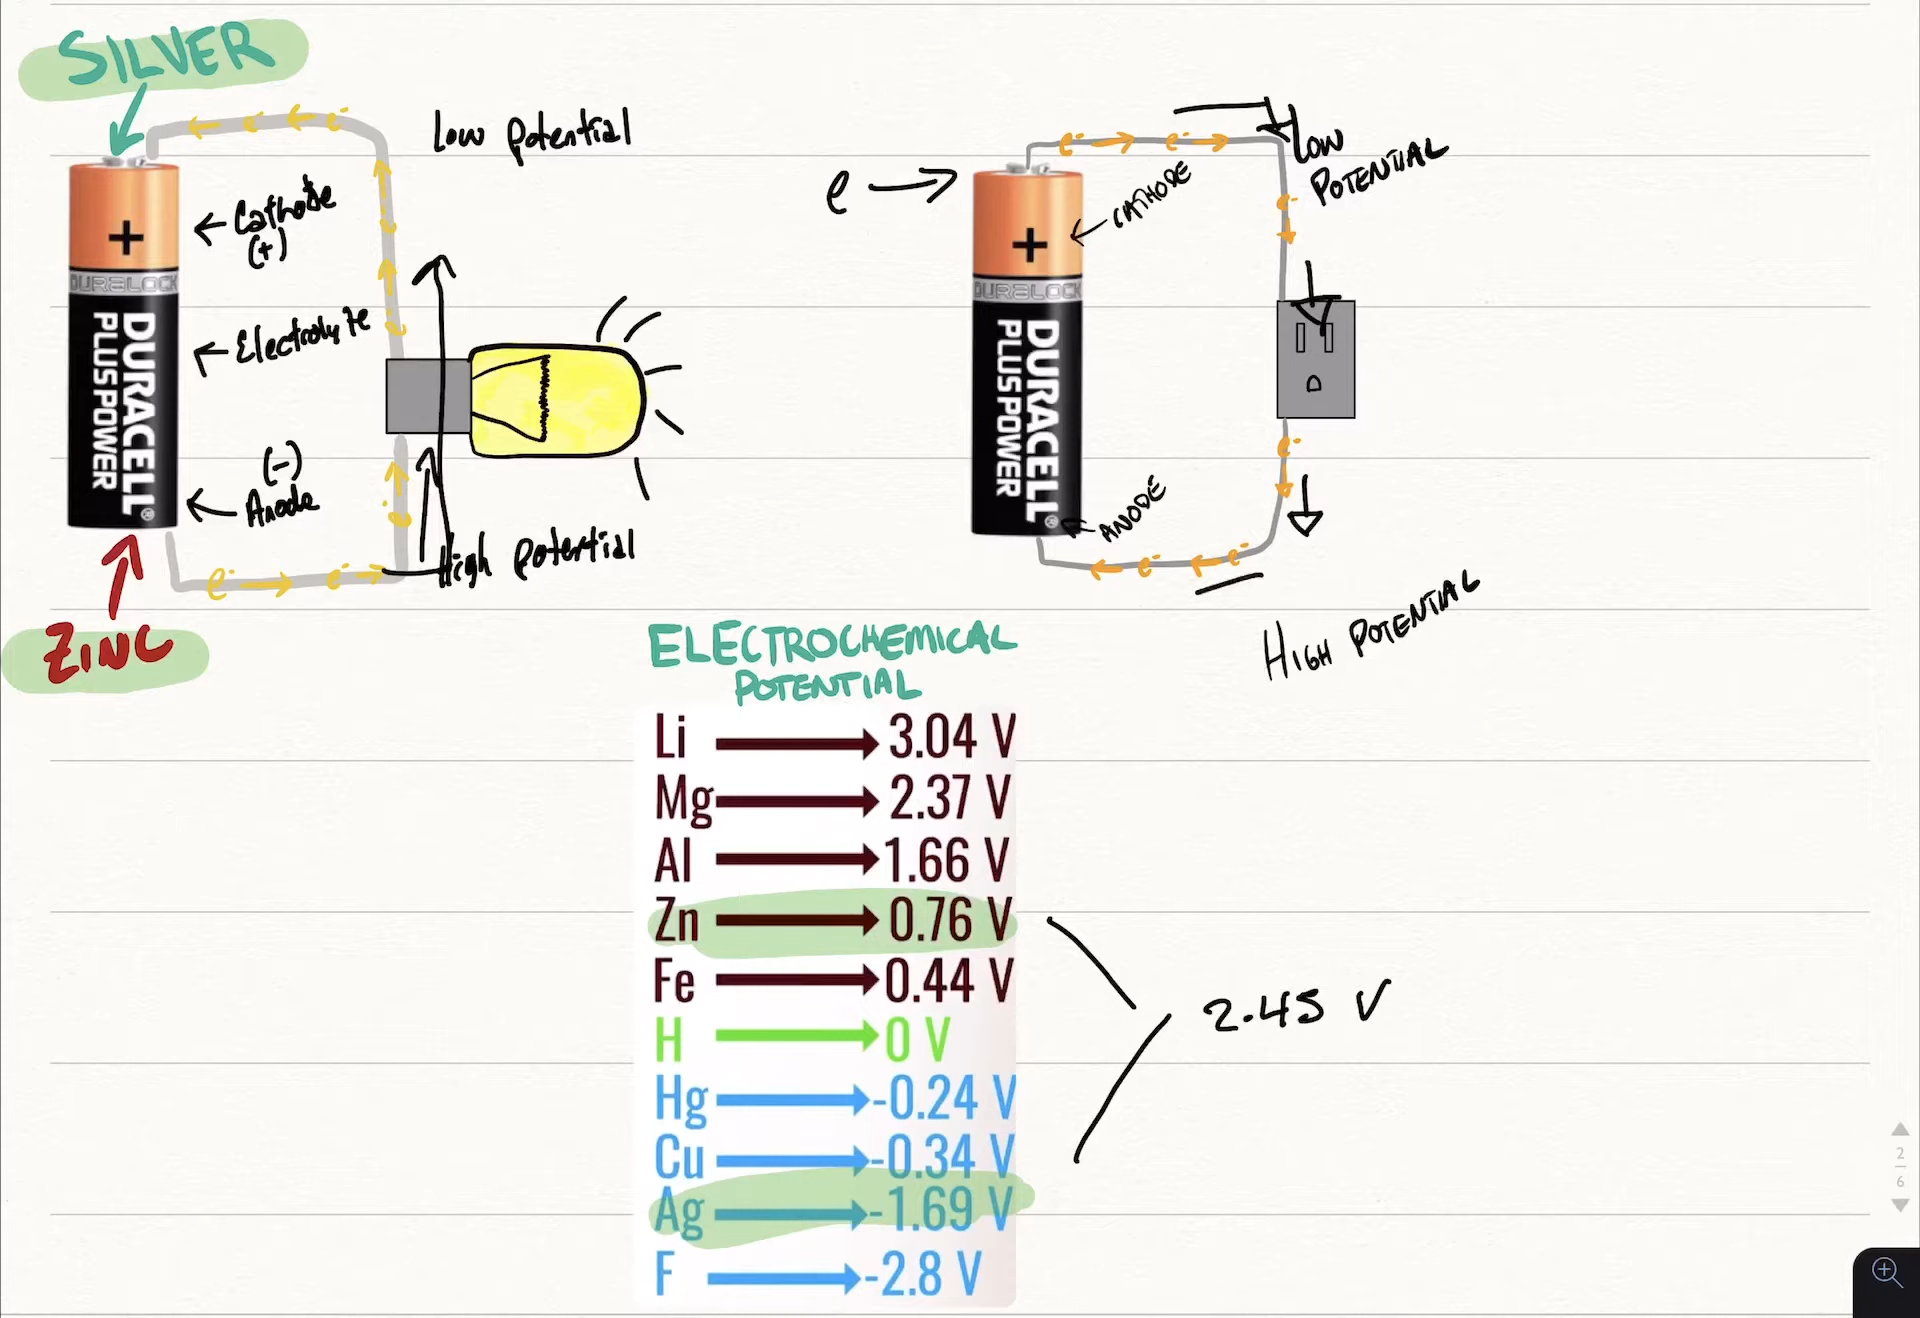 SILVER
Low Potential
← Cathode
(+)
← Electrolyte
(-)
← Anode
High Potential
ZINC
+
DURALOCK
DURACELL
PLUS POWER
e → 
LOW
POTENTIAL
← CATHODE
+
DURALOCK
DURACELL
PLUS POWER
← ANODE
HIGH POTENTIAL
e- e- e- e-
e- e- e- e- e- e-
ELECTROCHEMICAL
POTENTIAL
Li → 3.04 V
Mg → 2.37 V
Al → 1.66 V
Zn → 0.76 V
Fe → 0.44 V
H → 0 V
Hg → -0.24 V
Cu → -0.34 V
Ag → -1.69 V
F → -2.8 V
2.45 V
2
6